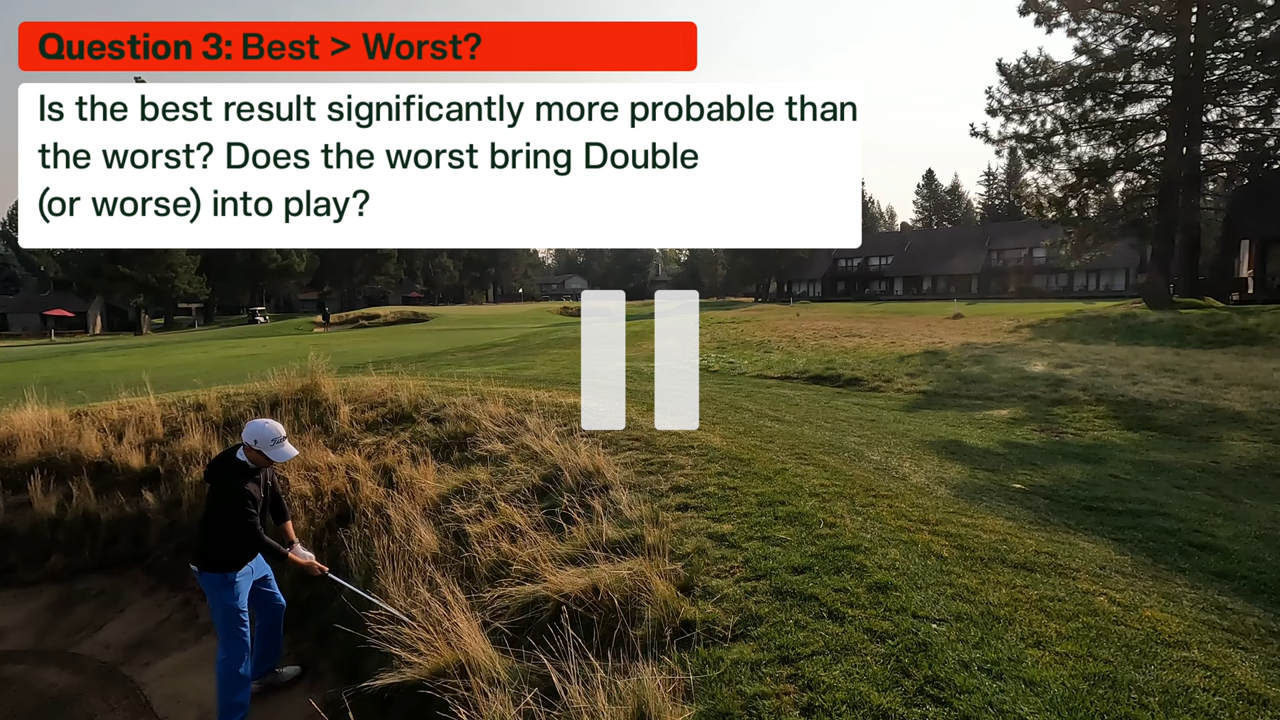 Question 3: Best > Worst?
Is the best result significantly more probable than
the worst? Does the worst bring Double
(or worse) into play?